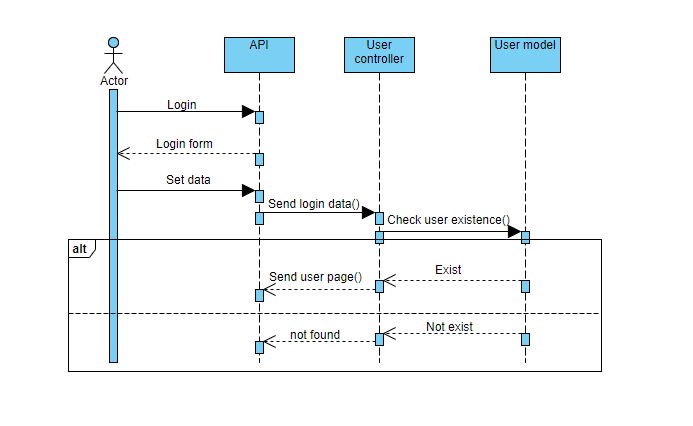 API
User
controller
User model
Actor
Login
Login form
Set data
Send login data()
Check user existence()
alt
Exist
Send user page()
Not exist
not found